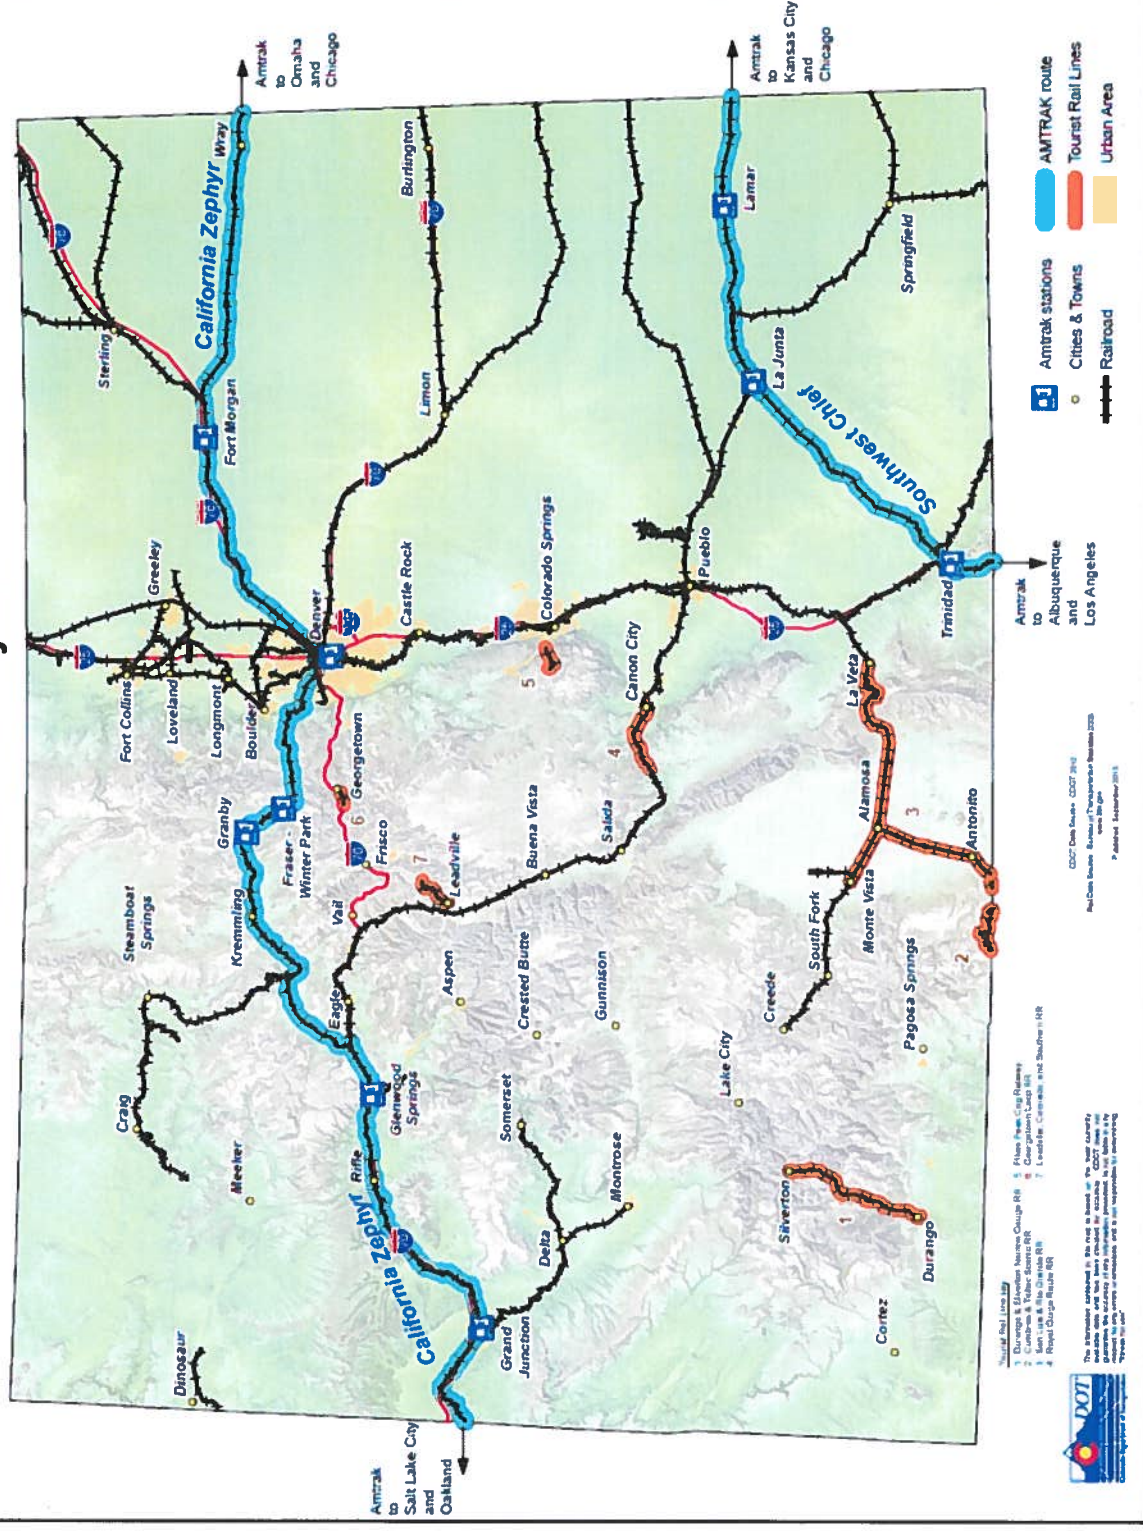 Amtrak
to
Omaha
and
Chicago
Amtrak
to
Kansas City
and
Chicago
Amtrak
to
Albuquerque
and
Los Angeles
Amtrak
to
Salt Lake City
and
Oakland
California Zephyr
Wray
Sterling
Fort Morgan
Burlington
Limon
Lamar
Springfield
La Junta
Southwest Chief
Trinidad
Greeley
Fort Collins
Loveland
Longmont
Boulder
Denver
Castle Rock
Colorado Springs
Pueblo
Canon City
La Veta
Alamosa
Antonito
Monte Vista
South Fork
Creede
Pagosa Springs
Granby
Fraser -
Winter Park
Georgetown
Frisco
Vail
Leadville
Buena Vista
Salida
Kremmling
Steamboat
Springs
Eagle
Aspen
Crested Butte
Gunnison
Lake City
Craig
Meeker
Glenwood
Springs
Rifle
California Zephyr
Somerset
Montrose
Delta
Grand
Junction
Dinosaur
Silverton
Durango
Cortez
1
2
3
4
5
6
7
Amtrak stations
Cities & Towns
Railroad
AMTRAK route
Tourist Rail Lines
Urban Area
DOT